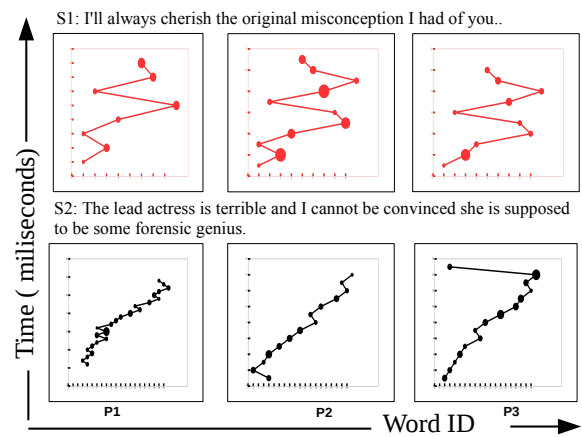 S1: I'll always cherish the original misconception I had of you..
S2: The lead actress is terrible and I cannot be convinced she is supposed
to be some forensic genius.
Time ( miliseconds)
P1
P2
P3
Word ID